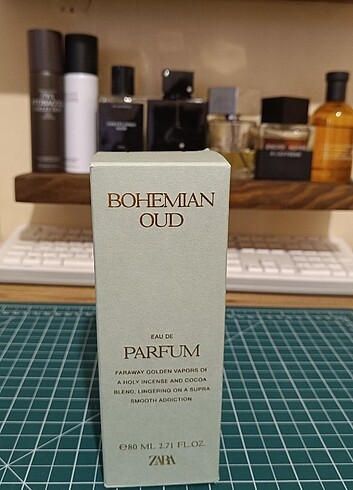 BOHEMIAN
OUD
EAU DE
PARFUM
FARAWAY GOLDEN VAPORS OF
A HOLY INCENSE AND COCOA
BLEND, LINGERING ON A SUPRA
SMOOTH ADDICTION
℮80 ML 2.71 FL.OZ.
ZARA